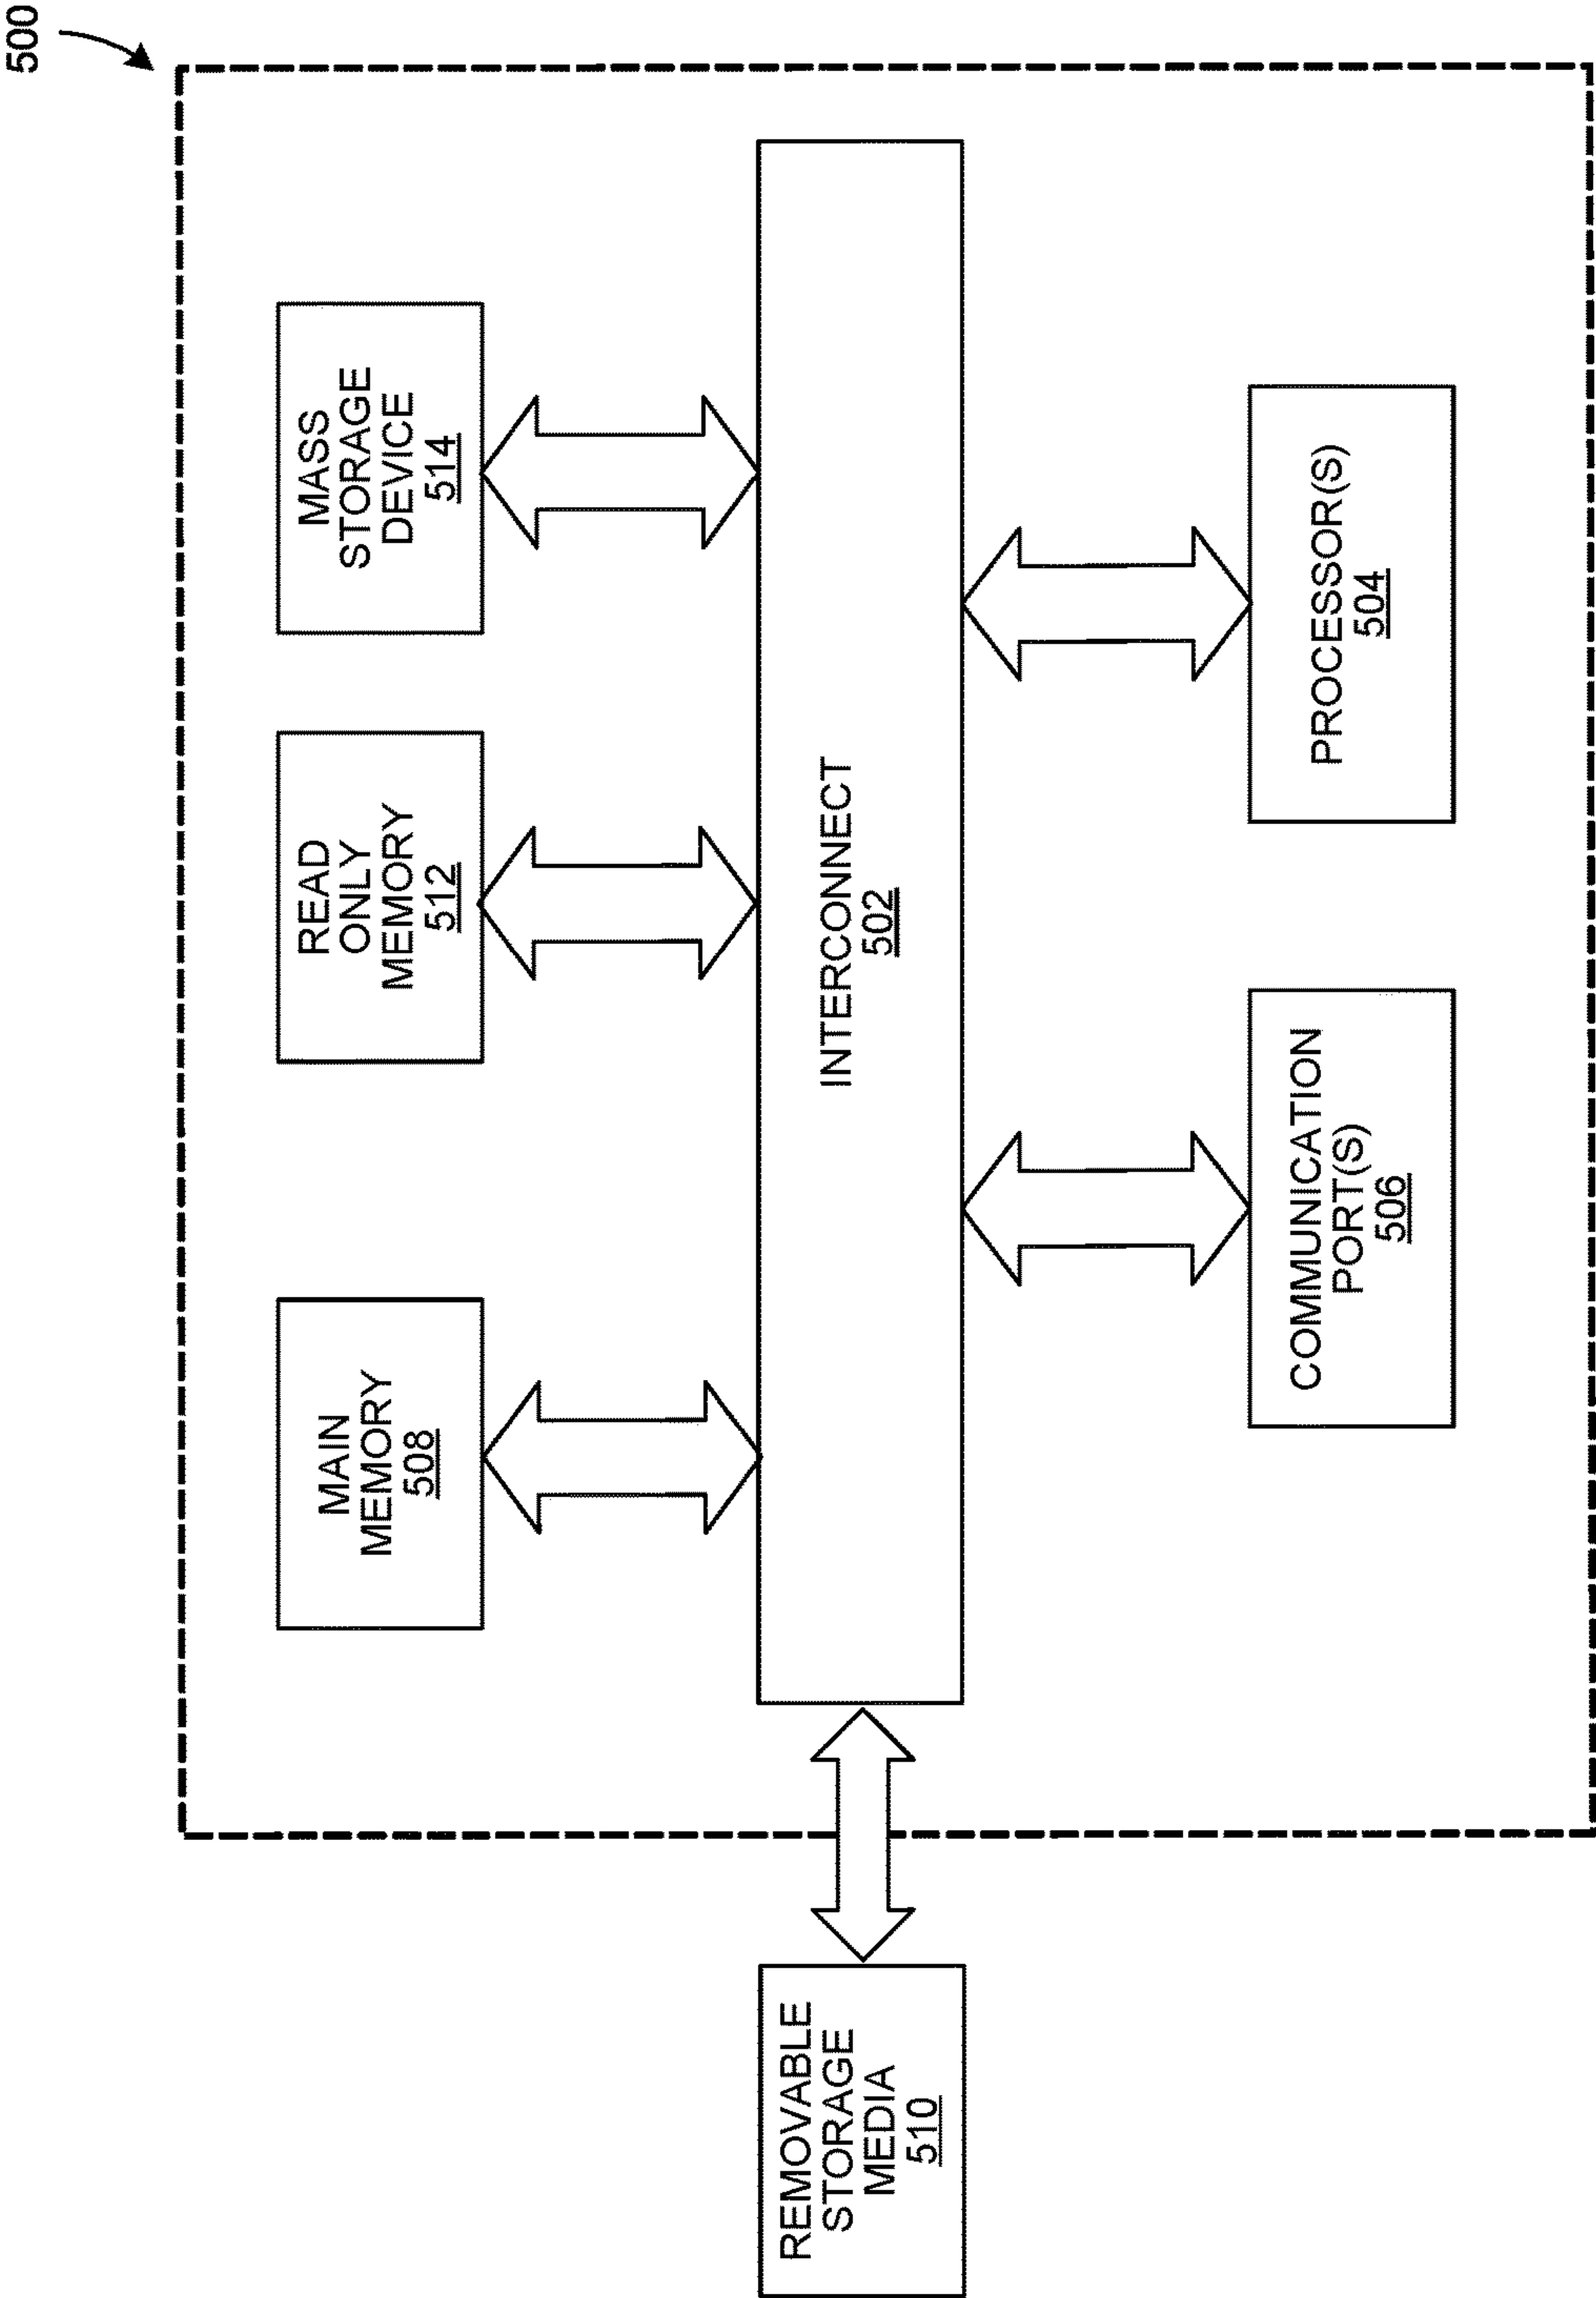 500
MAIN
MEMORY
508
READ
ONLY
MEMORY
512
MASS
STORAGE
DEVICE
514
REMOVABLE
STORAGE
MEDIA
510
INTERCONNECT
502
COMMUNICATION
PORT(S)
506
PROCESSOR(S)
504